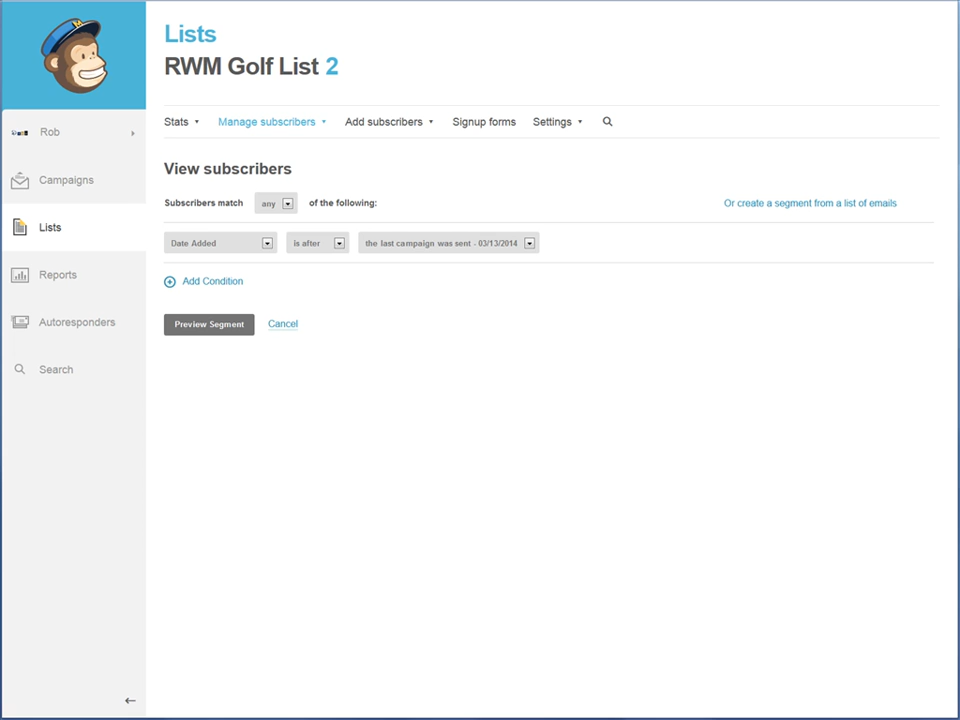 Lists
RWM Golf List 2
Stats Manage subscribers Add subscribers Signup forms Settings
Rob
Campaigns
Lists
Reports
Autoresponders
Search
View subscribers
Subscribers match any of the following: Or create a segment from a list of emails
Date Added is after the last campaign was sent - 03/13/2014
Add Condition
Preview Segment Cancel